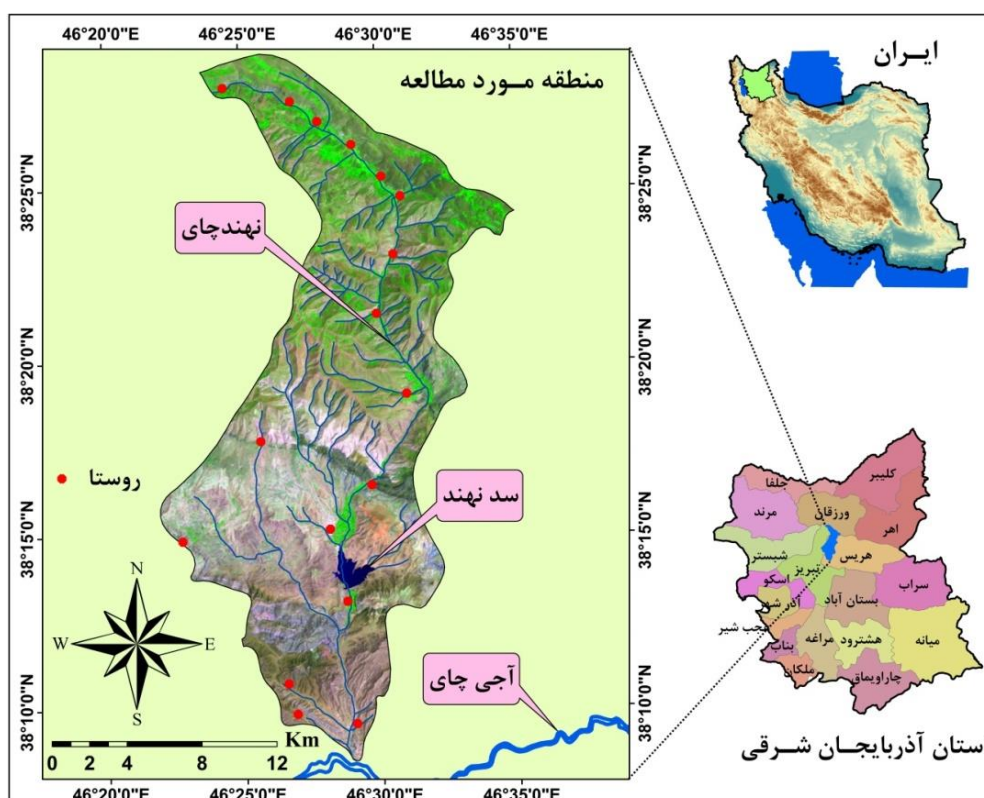 46°20'0"E 46°25'0"E 46°30'0"E 46°35'0"E
منطقه مـورد مطالعه
ایـران
38°25'0"N
38°25'0"N
نهندچای
38°20'0"N
38°20'0"N
روستا
سد نهند
38°15'0"N
38°15'0"N
N
W E
S
آجی چای
38°10'0"N
38°10'0"N
Km
0 2 4 8 12
46°20'0"E 46°25'0"E 46°30'0"E 46°35'0"E
کلیبر
جلفا
مرند
ورزقان
اهر
شبستر
هریس
تبریز
اسکو
سراب
آذر شهر
بستان آباد
عجب شیر
مراغه
هشترود
میانه
بناب
ملکان
چاراویماق
ستان آذربایجـان شـرقی